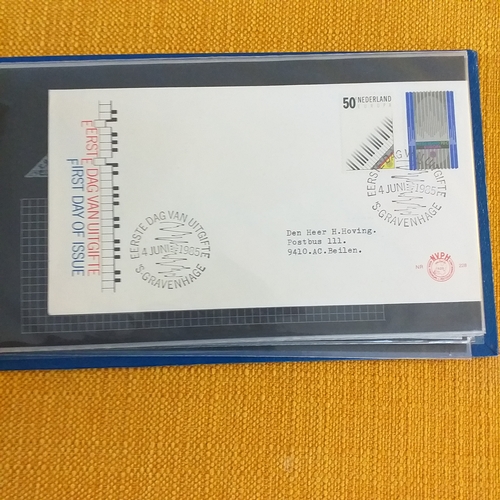 50 NEDERLAND
EUROPA
EERSTE DAG VAN UITGIFTE
FIRST DAY OF ISSUE
EERSTE DAG VAN UITGIFTE
4 JUNI 1985
'S-GRAVENHAGE
EERSTE DAG VAN UITGIFTE
4 JUNI 1985
'S-GRAVENHAGE
Den Heer H.Hoving.
Postbus 111.
9410.AC.Beilen.
NVPH